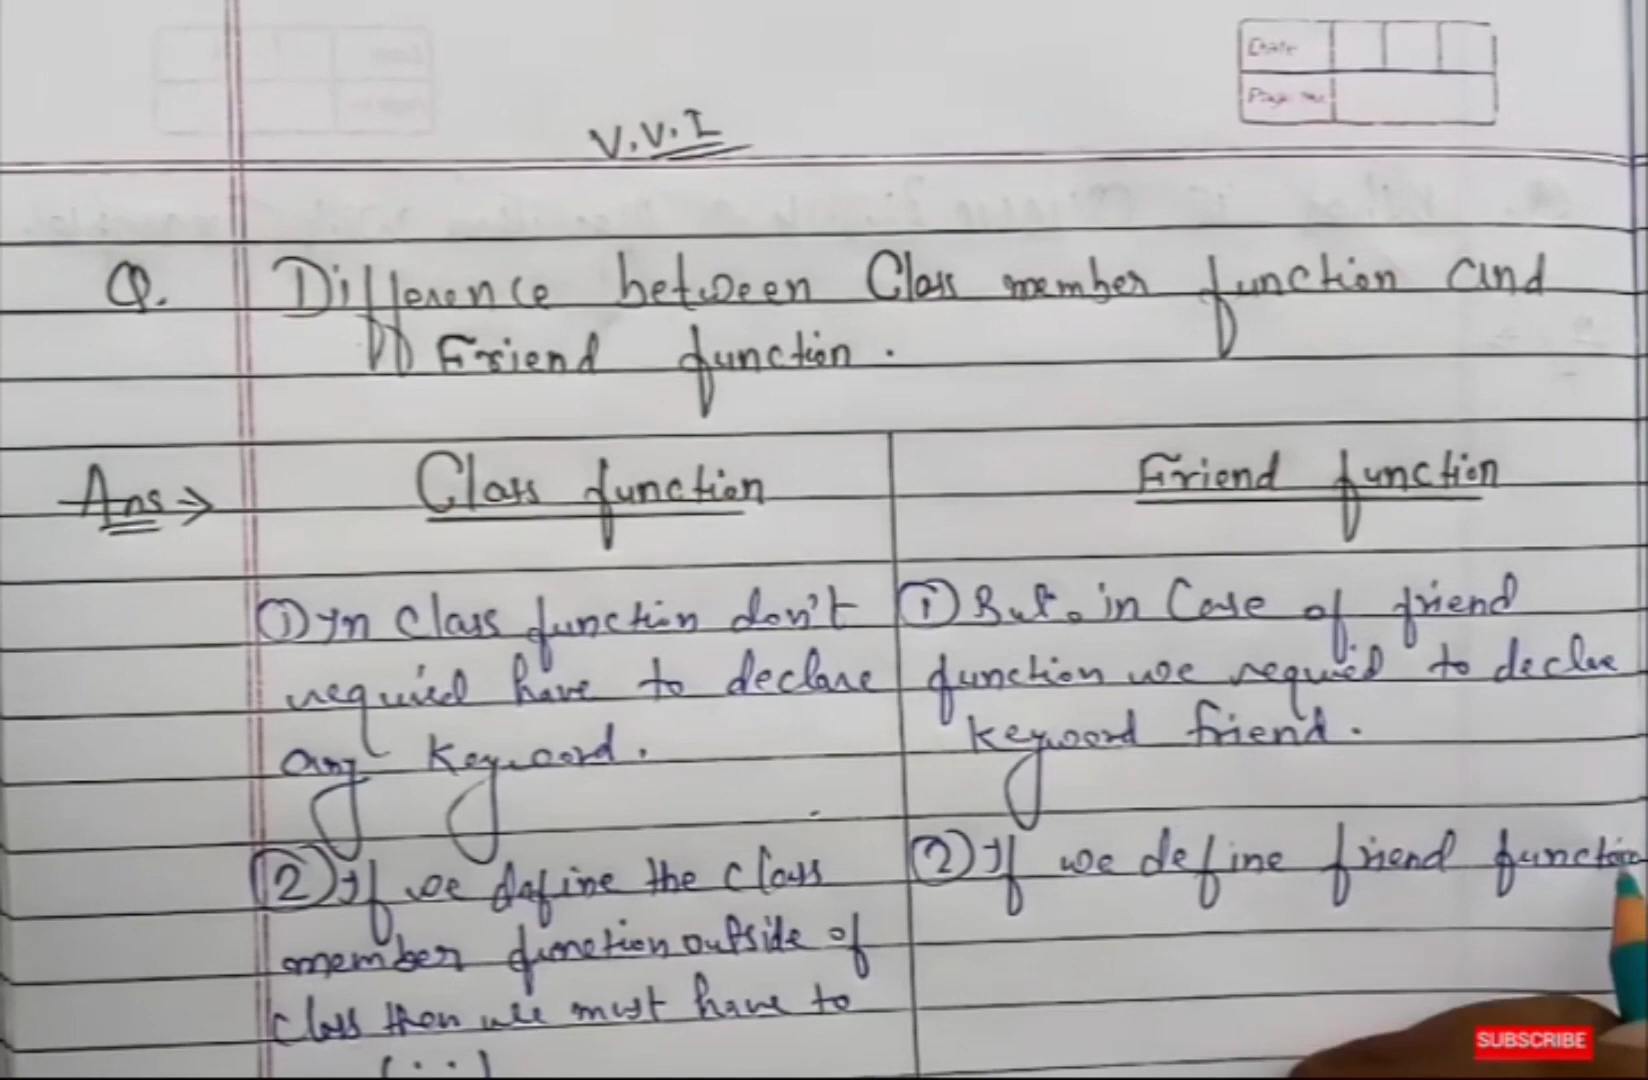 Date
Page No.
V.V.I
Q. Difference between Class member function and
Friend function.
Ans → Class function Friend function
① In class function don't
required have to declare
any keyword.
② If we define the class
member function outside of
class then we must have to
① But, in Case of friend
function we required to declare
keyword friend.
② If we define friend function
SUBSCRIBE